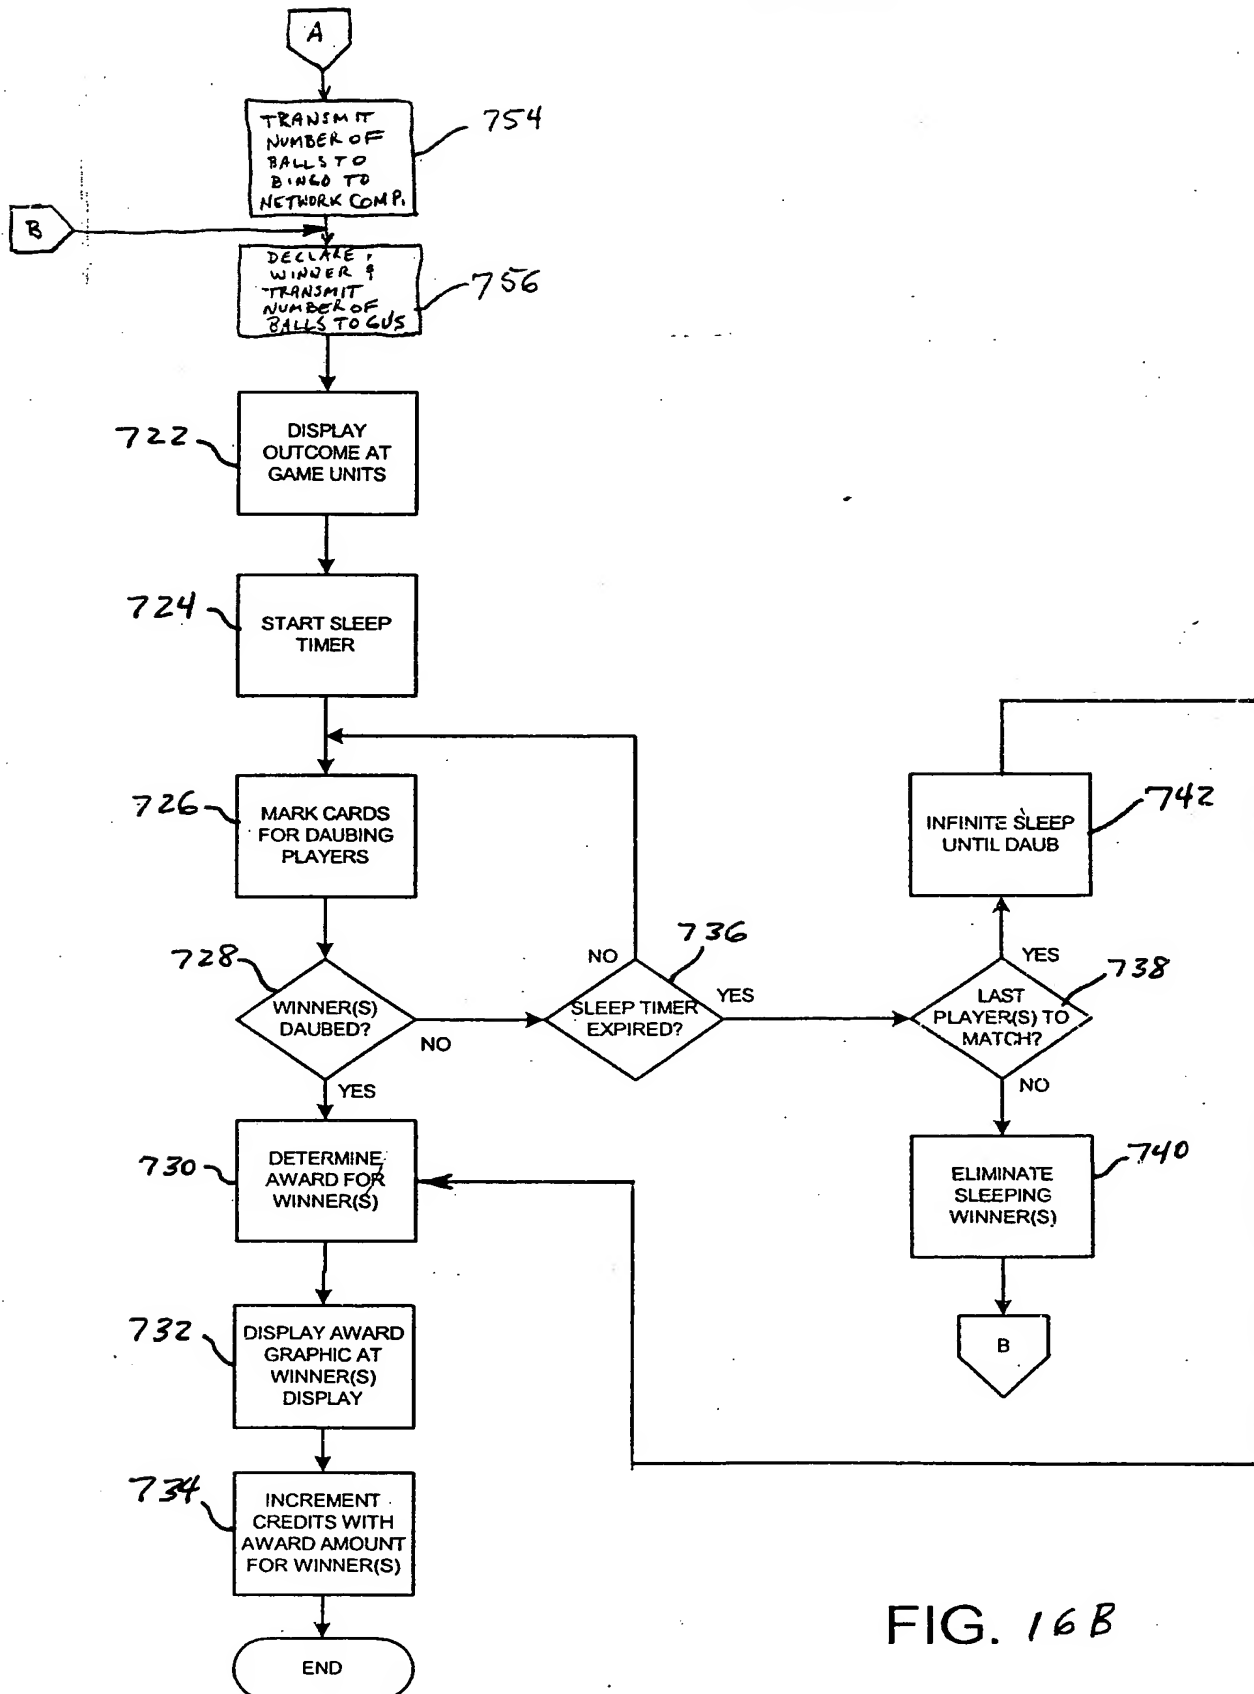 A
TRANSMIT
NUMBER OF
BALLS TO
BINGO TO
NETWORK COMP.
754
B
DECLARE
WINNER &
TRANSMIT
NUMBER OF
BALLS TO GU'S
756
722
DISPLAY
OUTCOME AT
GAME UNITS
724
START SLEEP
TIMER
726
MARK CARDS
FOR DAUBING
PLAYERS
742
INFINITE SLEEP
UNTIL DAUB
728
WINNER(S)
DAUBED?
NO
YES
736
NO
SLEEP TIMER
EXPIRED?
YES
738
YES
LAST
PLAYER(S) TO
MATCH?
NO
730
DETERMINE
AWARD FOR
WINNER(S)
740
ELIMINATE
SLEEPING
WINNER(S)
732
DISPLAY AWARD
GRAPHIC AT
WINNER(S)
DISPLAY
B
734
INCREMENT
CREDITS WITH
AWARD AMOUNT
FOR WINNER(S)
END
FIG. 16B